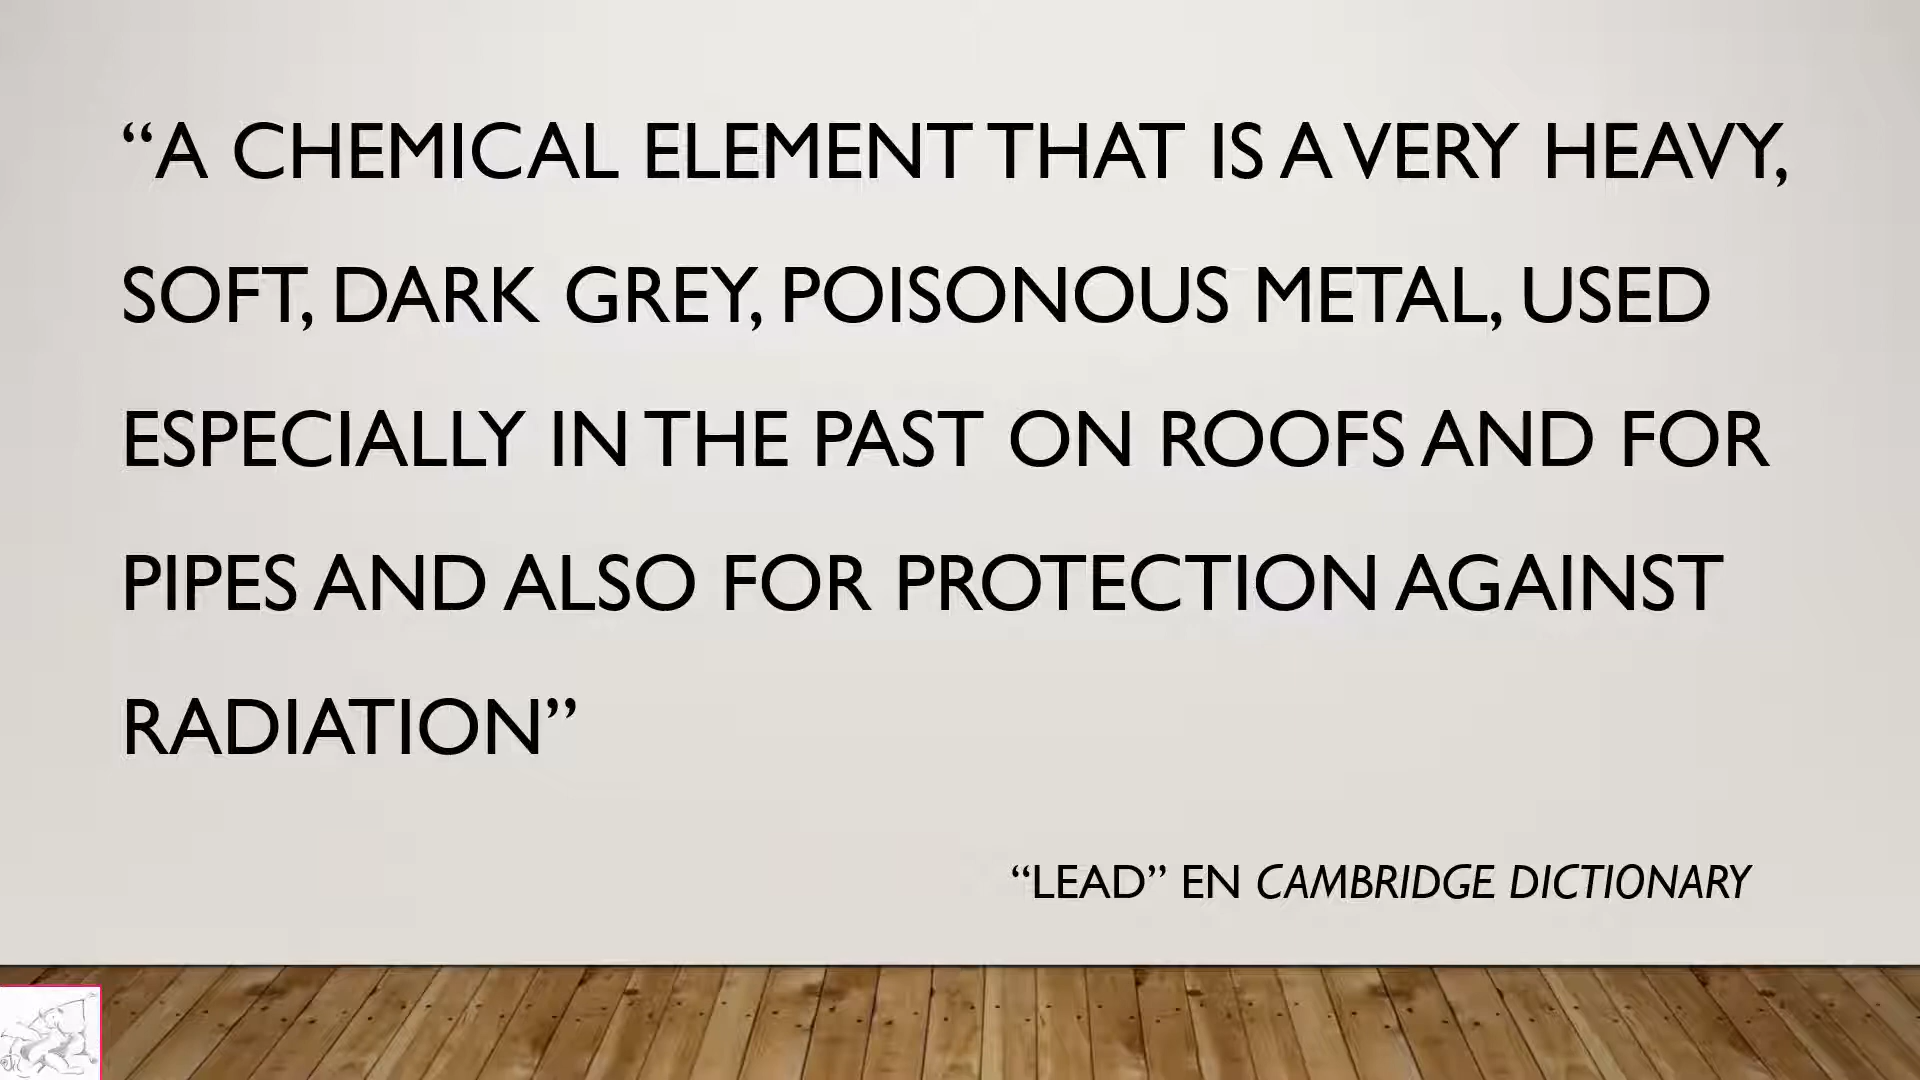 “A CHEMICAL ELEMENT THAT IS A VERY HEAVY,
SOFT, DARK GREY, POISONOUS METAL, USED
ESPECIALLY IN THE PAST ON ROOFS AND FOR
PIPES AND ALSO FOR PROTECTION AGAINST
RADIATION”
“LEAD” EN CAMBRIDGE DICTIONARY